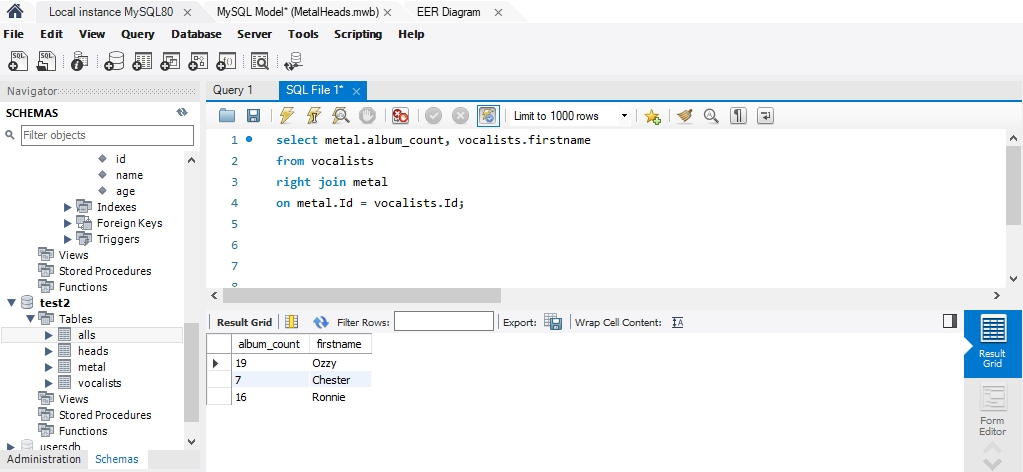 Local instance MySQL80 MySQL Model* (MetalHeads.mwb) EER Diagram
File Edit View Query Database Server Tools Scripting Help
Navigator
SCHEMAS
Filter objects
id
name
age
Indexes
Foreign Keys
Triggers
Views
Stored Procedures
Functions
test2
Tables
alls
heads
metal
vocalists
Views
Stored Procedures
Functions
usersdb
Administration Schemas
Query 1 SQL File 1*
Limit to 1000 rows
1 select metal.album_count, vocalists.firstname
2 from vocalists
3 right join metal
4 on metal.Id = vocalists.Id;
5
6
7
8
Result Grid Filter Rows: Export: Wrap Cell Content:
album_count firstname
19 Ozzy
7 Chester
16 Ronnie
Result
Grid
Form
Editor